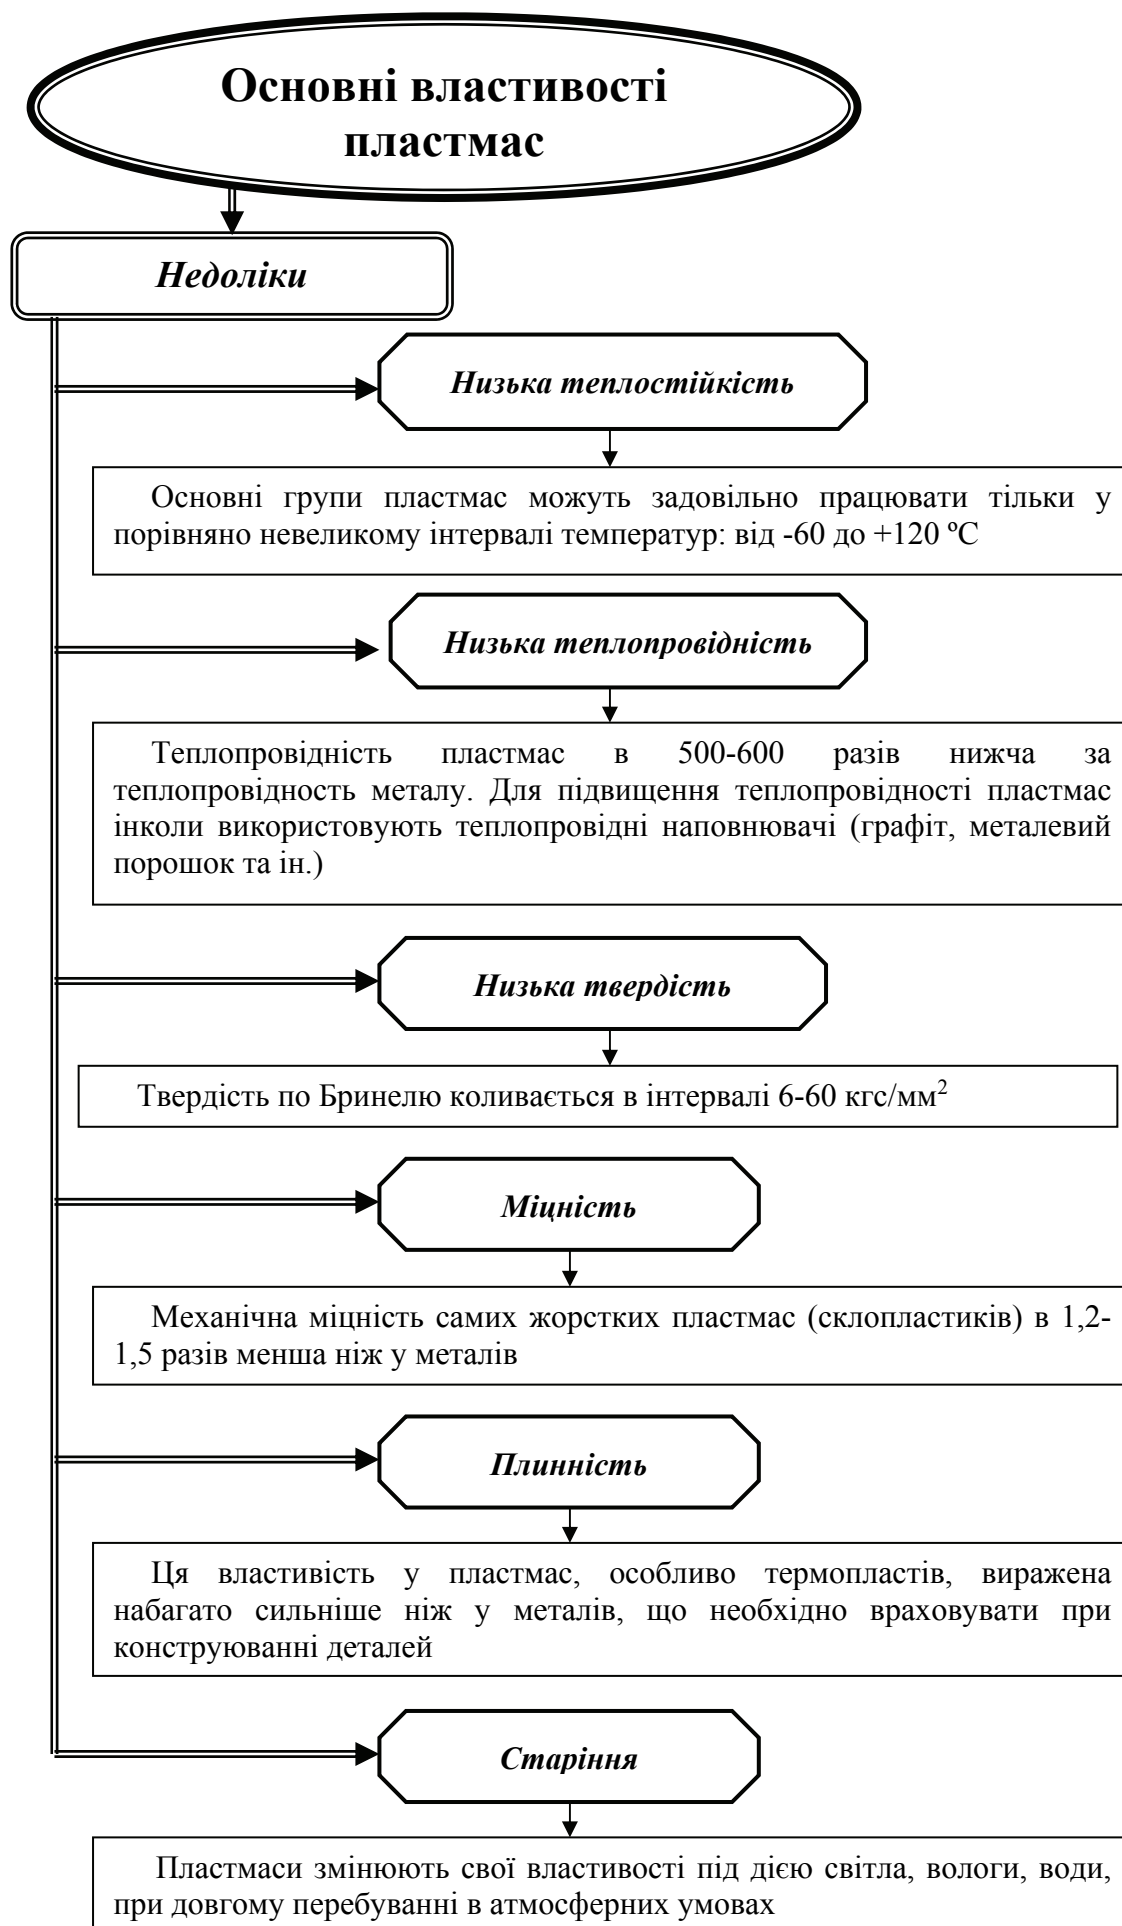 Основні властивості
пластмас
Недоліки
Низька теплостійкість
Основні групи пластмас можуть задовільно працювати тільки у
порівняно невеликому інтервалі температур: від -60 до +120 ºС
Низька теплопровідність
Теплопровідність пластмас в 500-600 разів нижча за
теплопровідность металу. Для підвищення теплопровідності пластмас
інколи використовують теплопровідні наповнювачі (графіт, металевий
порошок та ін.)
Низька твердість
Твердість по Бринелю коливається в інтервалі 6-60 кгс/мм²
Міцність
Механічна міцність самих жорстких пластмас (склопластиків) в 1,2-
1,5 разів менша ніж у металів
Плинність
Ця властивість у пластмас, особливо термопластів, виражена
набагато сильніше ніж у металів, що необхідно враховувати при
конструюванні деталей
Старіння
Пластмаси змінюють свої властивості під дією світла, вологи, води,
при довгому перебуванні в атмосферних умовах